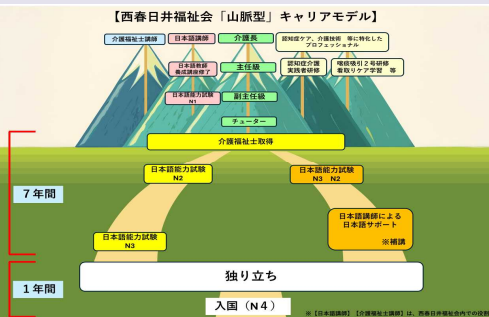 【西春日井福祉会「山脈型」キャリアモデル】
介護福祉士講師
日本語講師
介護長
認知症ケア、介護技術 等に特化した
プロフェッショナル
日本語教師
養成講座修了
主任級
認知症介護
実践者研修
喀痰吸引2号研修
看取りケア学習 等
日本語能力試験
N1
副主任級
チューター
介護福祉士取得
日本語能力試験
N2
日本語能力試験
N3 N2
7年間
日本語講師による
日本語サポート
※補講
日本語能力試験
N3
1年間
独り立ち
入国（N4）
※【日本語講師】【介護福祉士講師】は、西春日井福祉会内での役割